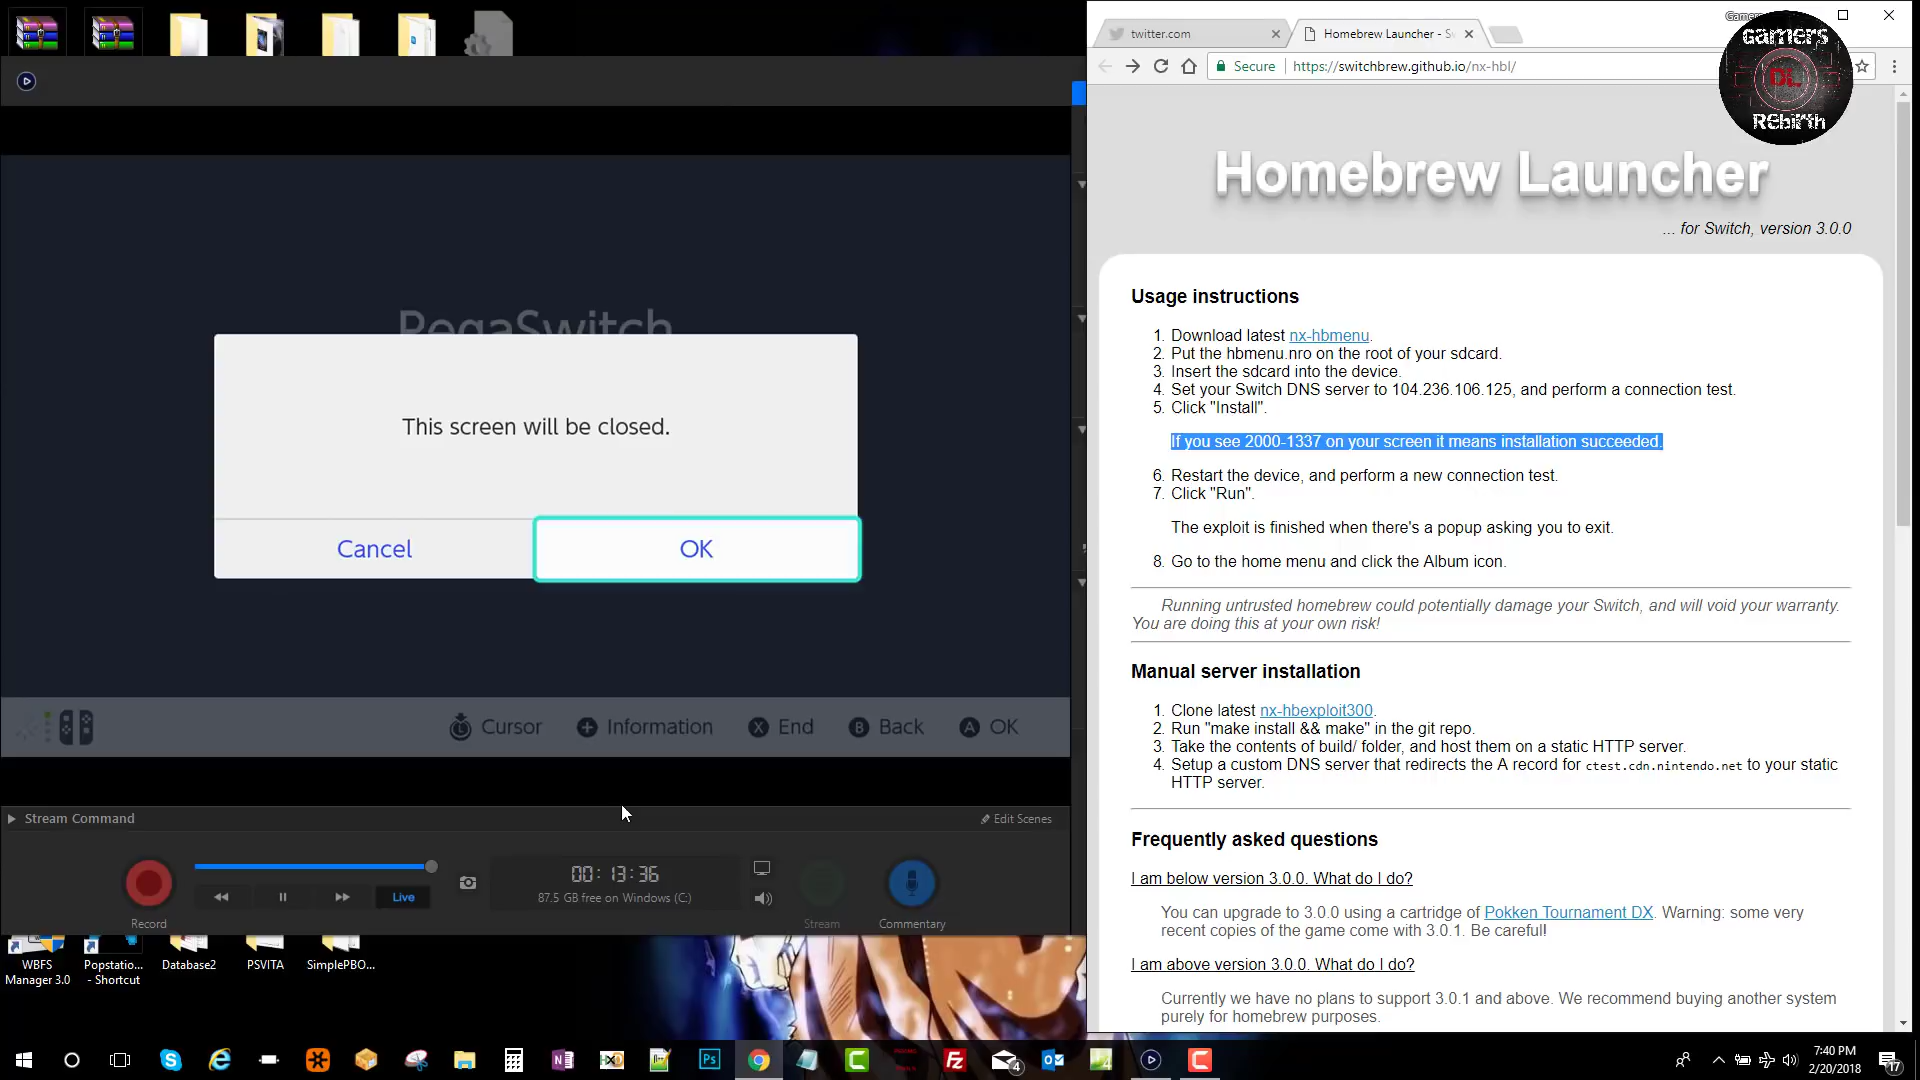 twitter.com
Homebrew Launcher - S
Gamers
GAMERS
DL
REbirth
Secure
https://switchbrew.github.io/nx-hbl/
Homebrew Launcher
... for Switch, version 3.0.0
Usage instructions
1. Download latest nx-hbmenu.
2. Put the hbmenu.nro on the root of your sdcard.
3. Insert the sdcard into the device.
4. Set your Switch DNS server to 104.236.106.125, and perform a connection test.
5. Click "Install".
If you see 2000-1337 on your screen it means installation succeeded.
6. Restart the device, and perform a new connection test.
7. Click "Run".
The exploit is finished when there's a popup asking you to exit.
8. Go to the home menu and click the Album icon.
Running untrusted homebrew could potentially damage your Switch, and will void your warranty.
You are doing this at your own risk!
Manual server installation
1. Clone latest nx-hbexploit300.
2. Run "make install && make" in the git repo.
3. Take the contents of build/ folder, and host them on a static HTTP server.
4. Setup a custom DNS server that redirects the A record for ctest.cdn.nintendo.net to your static
HTTP server.
Frequently asked questions
I am below version 3.0.0. What do I do?
You can upgrade to 3.0.0 using a cartridge of Pokken Tournament DX. Warning: some very
recent copies of the game come with 3.0.1. Be careful!
I am above version 3.0.0. What do I do?
Currently we have no plans to support 3.0.1 and above. We recommend buying another system
purely for homebrew purposes.
PegaSwitch
This screen will be closed.
Cancel
OK
Cursor
+ Information
X End
B Back
A OK
Stream Command
Edit Scenes
00:13:36
87.5 GB free on Windows (C:)
Live
Record
Stream
Commentary
WBFS
Manager 3.0
Popstatio...
- Shortcut
Database2
PSVITA
SimplePBO...
Ps
4
7:40 PM
2/20/2018
17